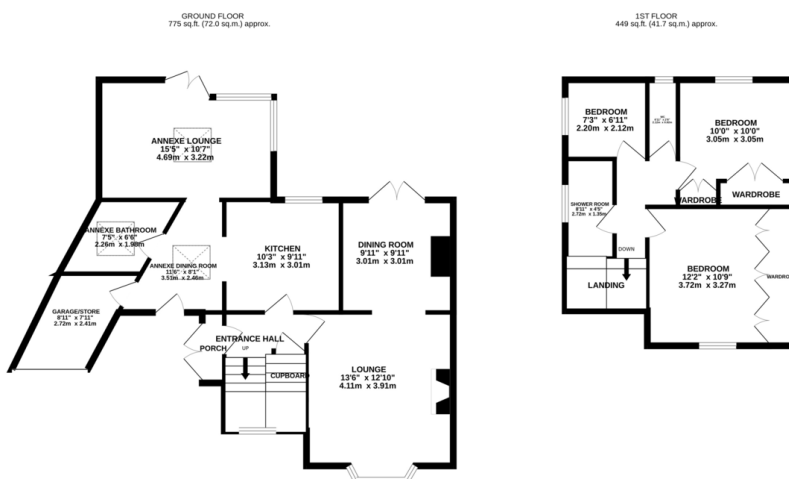 GROUND FLOOR
775 sq.ft. (72.0 sq.m.) approx.
1ST FLOOR
449 sq.ft. (41.7 sq.m.) approx.
ANNEXE LOUNGE
15'5" x 10'7"
4.69m x 3.22m
ANNEXE BATHROOM
7'5" x 6'6"
2.26m x 1.98m
ANNEXE DINING ROOM
11'6" x 8'1"
3.53m x 2.46m
KITCHEN
10'3" x 9'11"
3.13m x 3.01m
DINING ROOM
9'11" x 9'11"
3.01m x 3.01m
GARAGE/STORE
8'11" x 7'11"
2.72m x 2.41m
ENTRANCE HALL
PORCH
UP
CUPBOARD
LOUNGE
13'6" x 12'10"
4.11m x 3.91m
BEDROOM
7'3" x 6'11"
2.20m x 2.12m
BEDROOM
10'0" x 10'0"
3.05m x 3.05m
WARDROBE
WARDROBE
SHOWER ROOM
8'11" x 4'5"
2.72m x 1.35m
DOWN
LANDING
BEDROOM
12'2" x 10'9"
3.72m x 3.27m
WARDRO